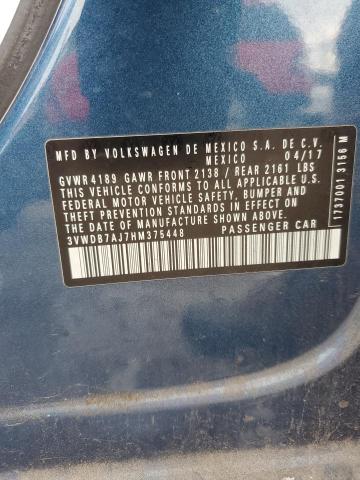 MFD BY VOLKSWAGEN DE MEXICO S.A. DE C.V.
MEXICO 04/17
GVWR4189 GAWR FRONT 2138 / REAR 2161 LBS
THIS VEHICLE CONFORMS TO ALL APPLICABLE U.S.
FEDERAL MOTOR VEHICLE SAFETY, BUMPER AND
THEFT PREVENTION STANDARDS IN EFFECT ON
THE DATE OF MANUFACTURE SHOWN ABOVE.
3VWDB7AJ7HM375448 PASSENGER CAR
1737001 3156 M